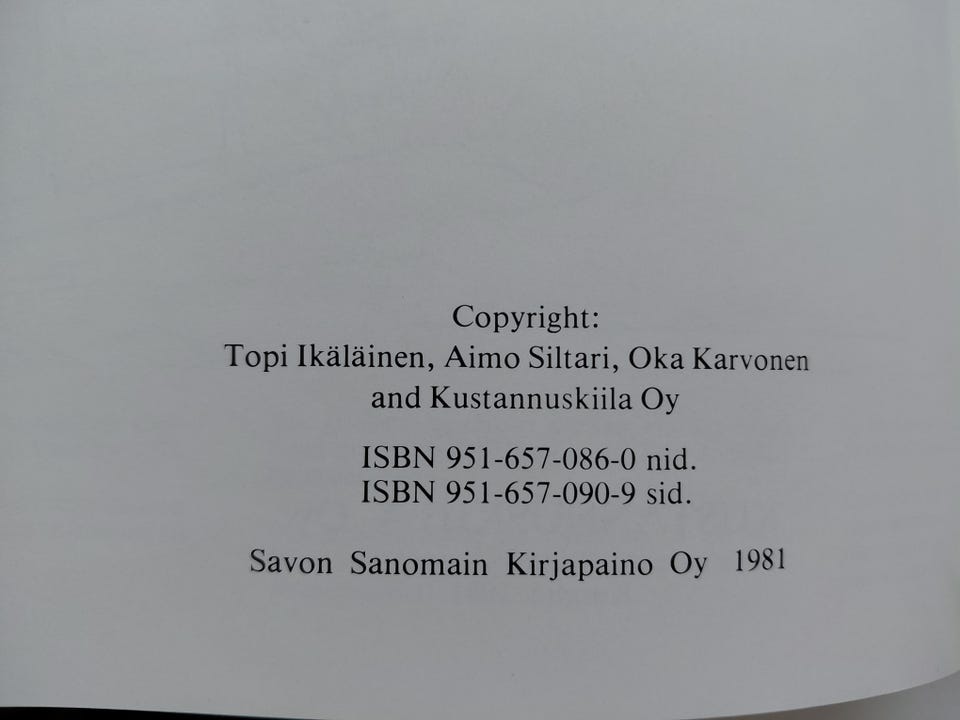 Copyright:
Topi Ikäläinen, Aimo Siltari, Oka Karvonen
and Kustannuskiila Oy
ISBN 951-657-086-0 nid.
ISBN 951-657-090-9 sid.
Savon Sanomain Kirjapaino Oy 1981